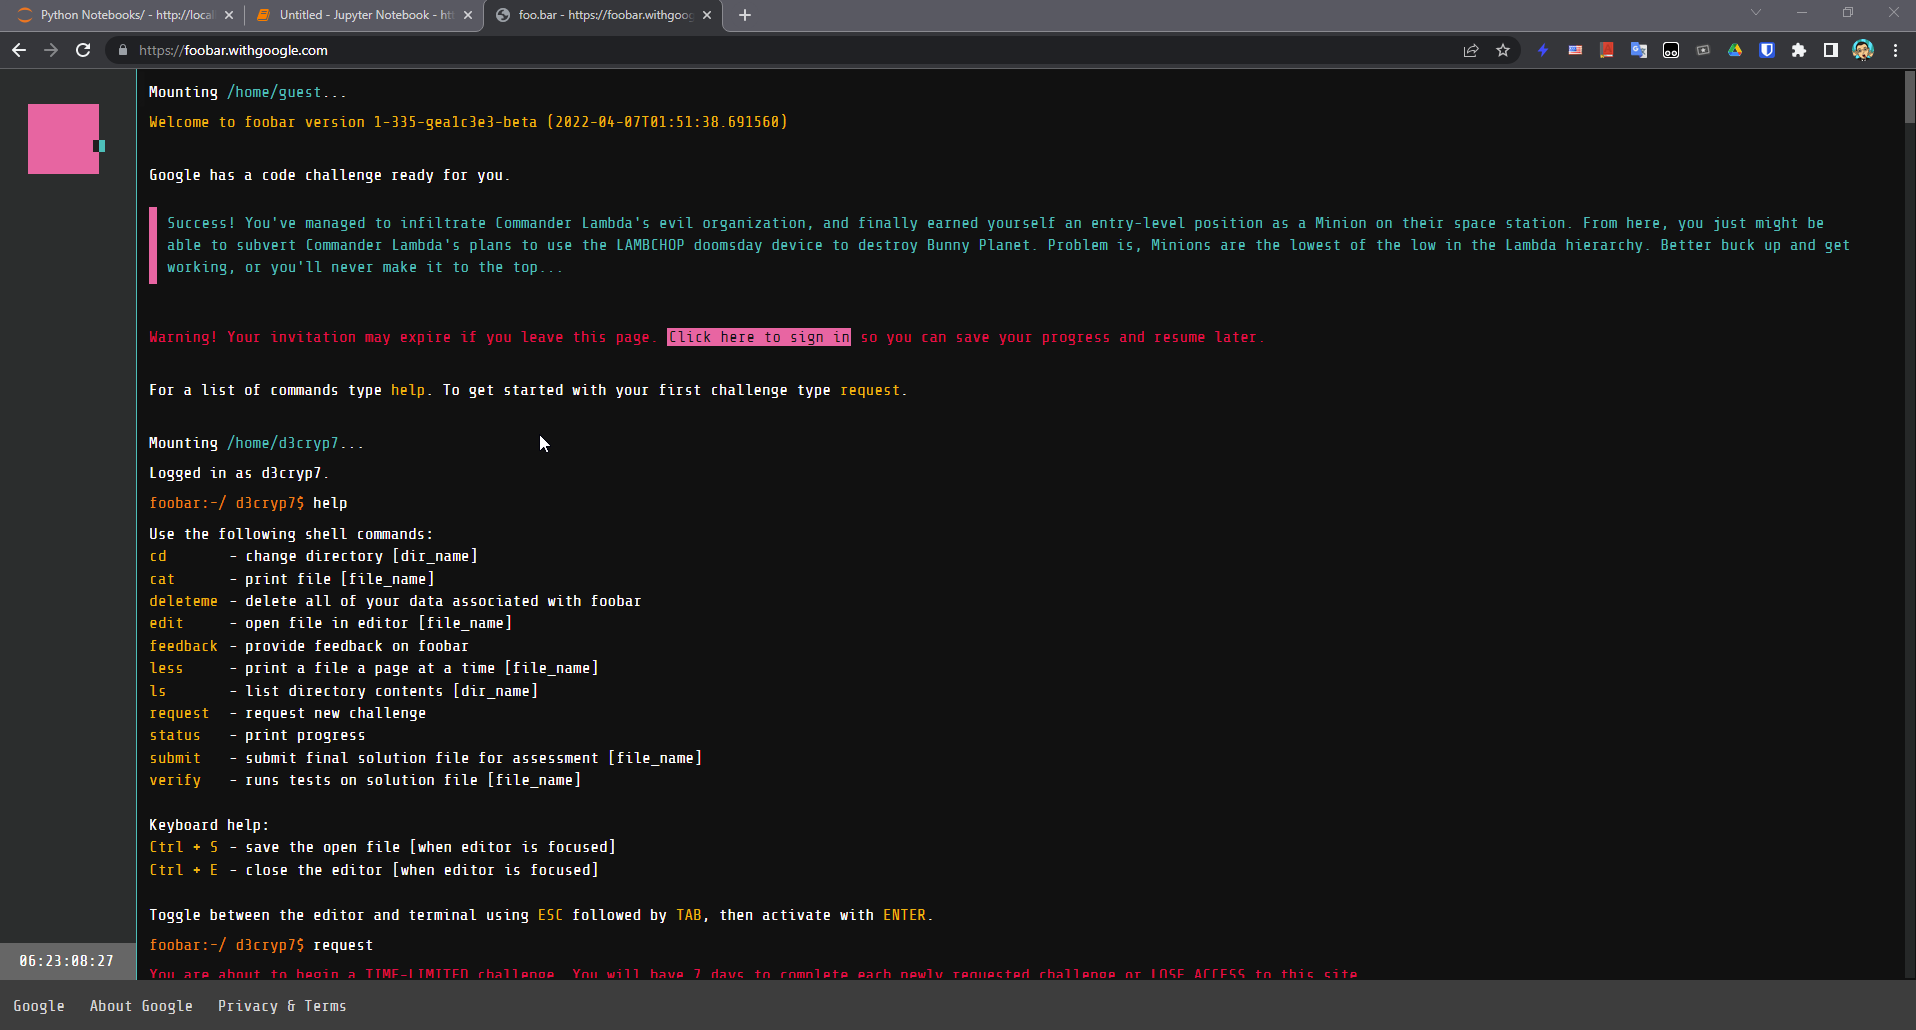 Python Notebooks/ - http://local
Untitled - Jupyter Notebook - htt
foo.bar - https://foobar.withgoog
https://foobar.withgoogle.com
Mounting /home/guest...
Welcome to foobar version 1-335-gea1c3e3-beta (2022-04-07T01:51:38.691560)
Google has a code challenge ready for you.
Success! You've managed to infiltrate Commander Lambda's evil organization, and finally earned yourself an entry-level position as a Minion on their space station. From here, you just might be
able to subvert Commander Lambda's plans to use the LAMBCHOP doomsday device to destroy Bunny Planet. Problem is, Minions are the lowest of the low in the Lambda hierarchy. Better buck up and get
working, or you'll never make it to the top...
Warning! Your invitation may expire if you leave this page. Click here to sign in so you can save your progress and resume later.
For a list of commands type help. To get started with your first challenge type request.
Mounting /home/d3cryp7...
Logged in as d3cryp7.
foobar:~/ d3cryp7$ help
Use the following shell commands:
cd - change directory [dir_name]
cat - print file [file_name]
deleteme - delete all of your data associated with foobar
edit - open file in editor [file_name]
feedback - provide feedback on foobar
less - print a file a page at a time [file_name]
ls - list directory contents [dir_name]
request - request new challenge
status - print progress
submit - submit final solution file for assessment [file_name]
verify - runs tests on solution file [file_name]
Keyboard help:
Ctrl + S - save the open file [when editor is focused]
Ctrl + E - close the editor [when editor is focused]
Toggle between the editor and terminal using ESC followed by TAB, then activate with ENTER.
foobar:~/ d3cryp7$ request
You are about to begin a TIME-LIMITED challenge. You will have 7 days to complete each newly requested challenge or LOSE ACCESS to this site
06:23:08:27
Google About Google Privacy & Terms